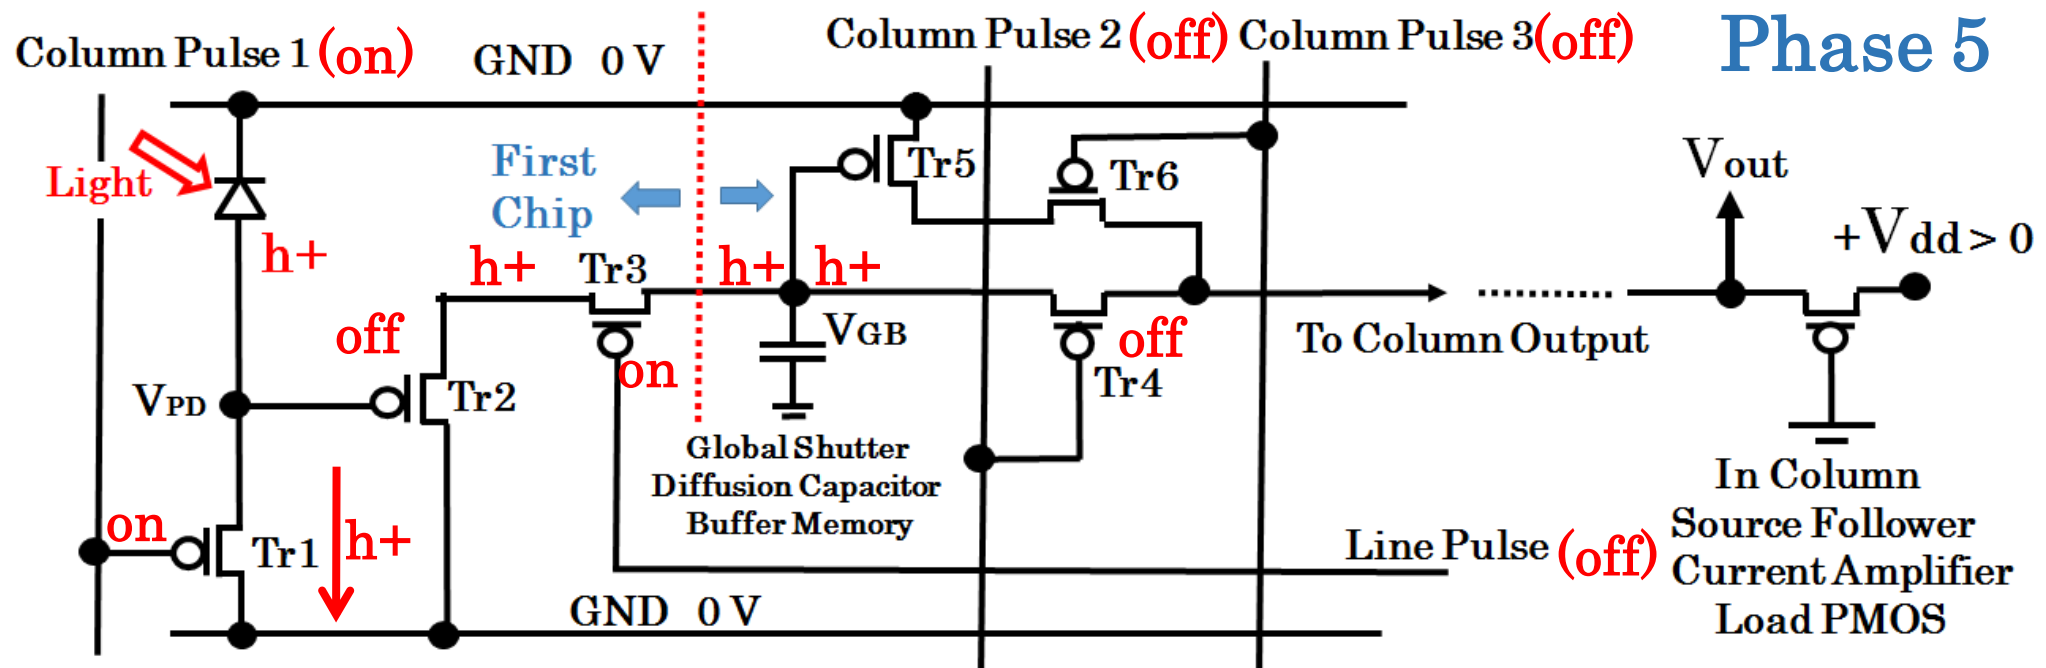 Column Pulse 1 (on)
GND 0 V
Column Pulse 2 (off)
Column Pulse 3 (off)
Phase 5
Light
First
Chip
Tr5
Tr6
Vout
+Vdd > 0
h+
h+
Tr3
h+
h+
off
on
VGB
off
Tr4
To Column Output
VPD
Tr2
Global Shutter
Diffusion Capacitor
Buffer Memory
on
Tr1
h+
Line Pulse (off)
GND 0 V
In Column
Source Follower
Current Amplifier
Load PMOS